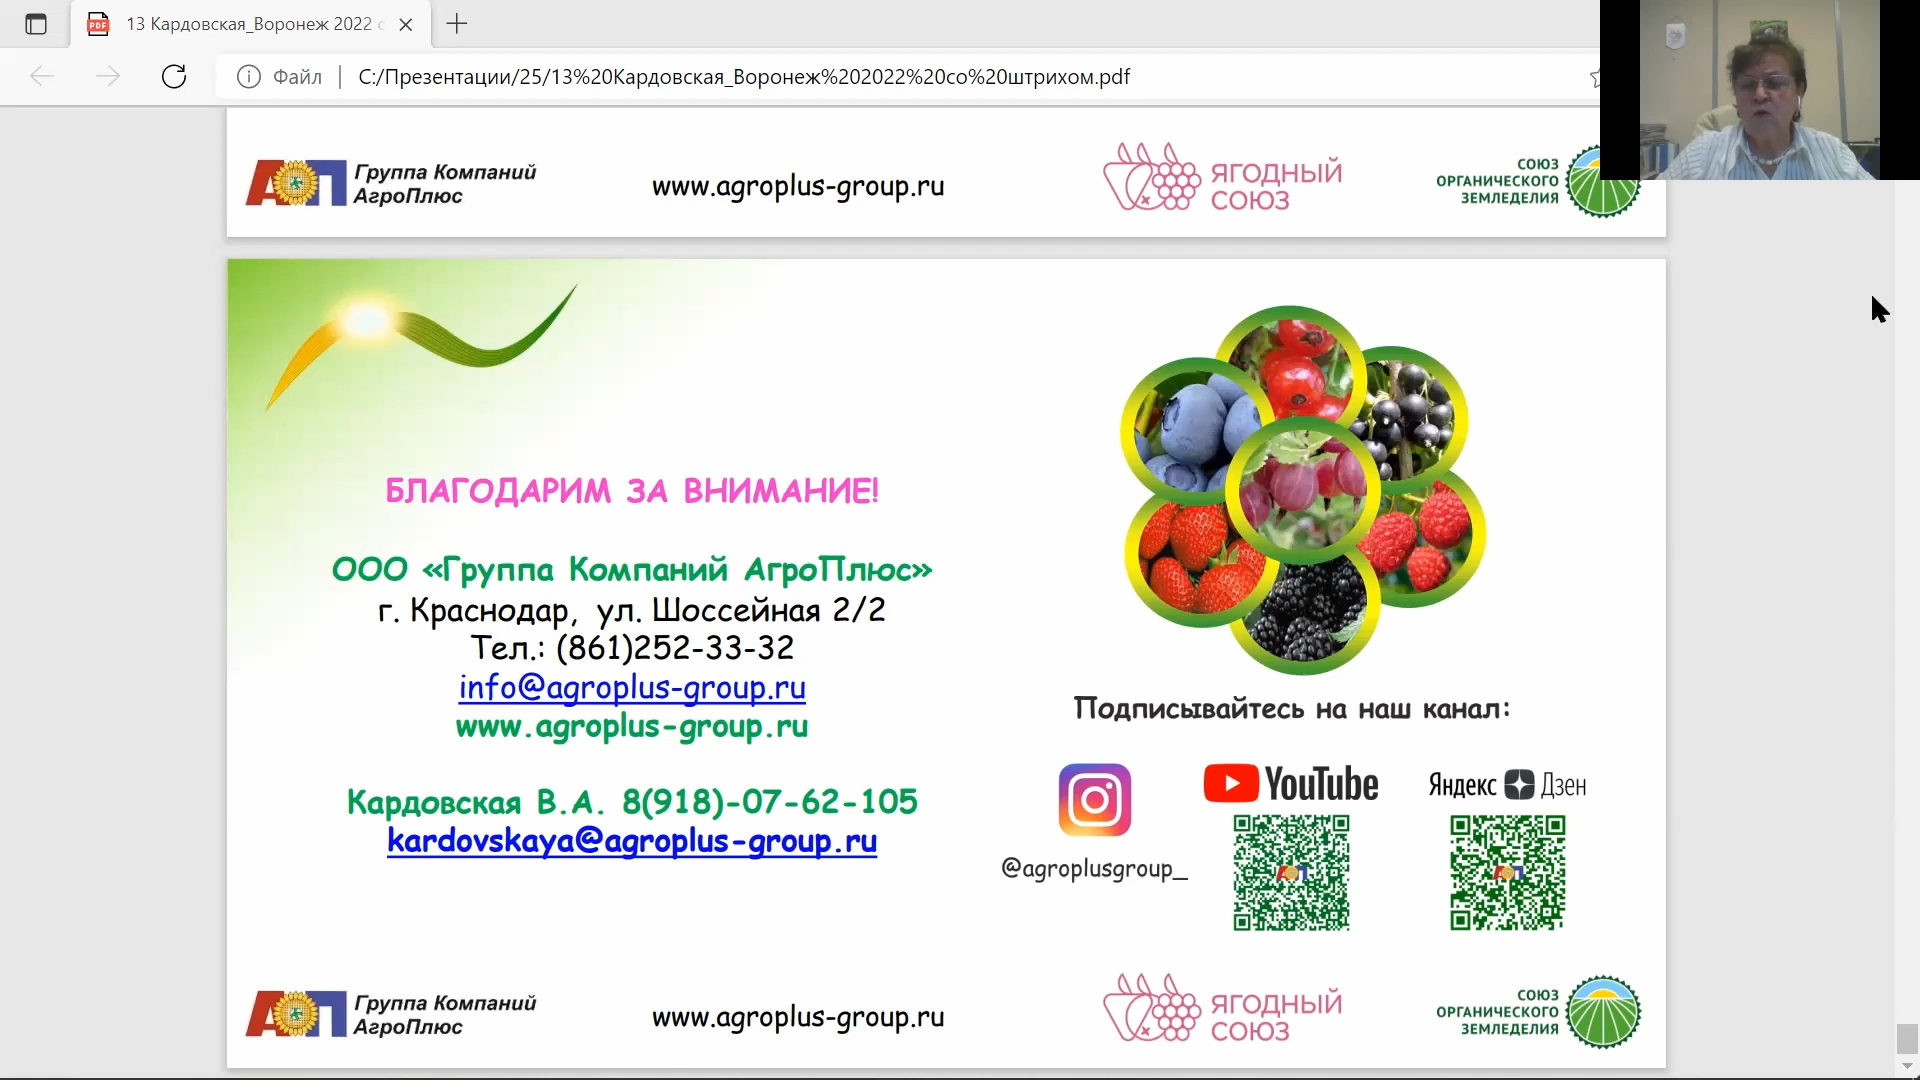 13 Кардовская_Воронеж 2022 с
Файл
C:/Презентации/25/13%20Кардовская_Воронеж%202022%20со%20штрихом.pdf
АП
Группа Компаний
АгроПлюс
www.agroplus-group.ru
ЯГОДНЫЙ
СОЮЗ
СОЮЗ
ОРГАНИЧЕСКОГО
ЗЕМЛЕДЕЛИЯ
БЛАГОДАРИМ ЗА ВНИМАНИЕ!
ООО «Группа Компаний АгроПлюс»
г. Краснодар, ул. Шоссейная 2/2
Тел.: (861)252-33-32
info@agroplus-group.ru
www.agroplus-group.ru
Кардовская В.А. 8(918)-07-62-105
kardovskaya@agroplus-group.ru
Подписывайтесь на наш канал:
YouTube
Яндекс Дзен
@agroplusgroup_
АП
АП
АП
Группа Компаний
АгроПлюс
www.agroplus-group.ru
ЯГОДНЫЙ
СОЮЗ
СОЮЗ
ОРГАНИЧЕСКОГО
ЗЕМЛЕДЕЛИЯ